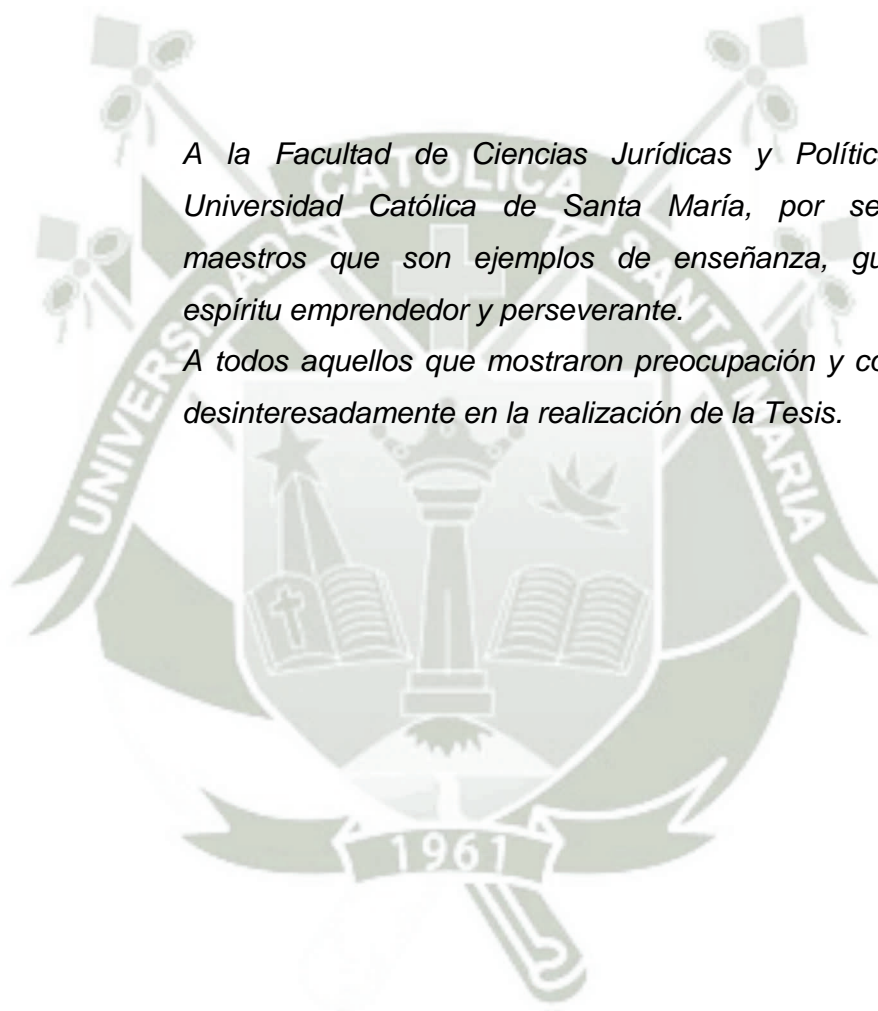 A la Facultad de Ciencias Jurídicas y Polític
Universidad Católica de Santa María, por se
maestros que son ejemplos de enseñanza, gu
espíritu emprendedor y perseverante.
A todos aquellos que mostraron preocupación y co
desinteresadamente en la realización de la Tesis.
UNIVERSIDAD CATOLICA SANTA MARIA
1961